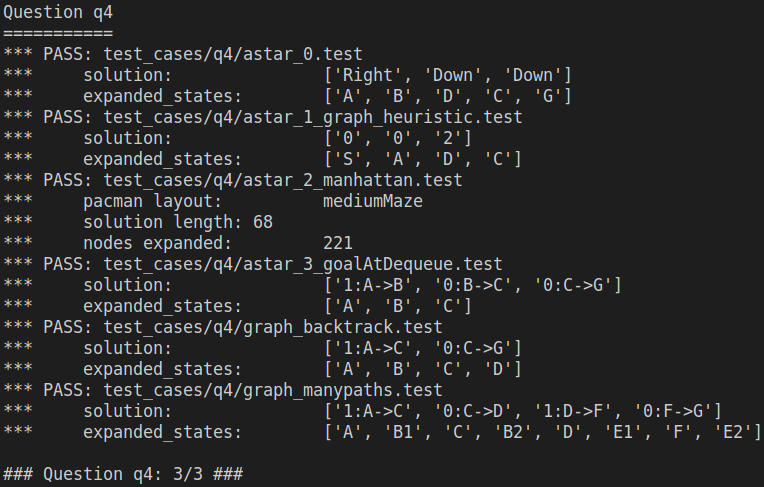 Question q4
===========
*** PASS: test_cases/q4/astar_0.test
***     solution:               ['Right', 'Down', 'Down']
***     expanded_states:        ['A', 'B', 'D', 'C', 'G']
*** PASS: test_cases/q4/astar_1_graph_heuristic.test
***     solution:               ['0', '0', '2']
***     expanded_states:        ['S', 'A', 'D', 'C']
*** PASS: test_cases/q4/astar_2_manhattan.test
***     pacman layout:          mediumMaze
***     solution length: 68
***     nodes expanded:         221
*** PASS: test_cases/q4/astar_3_goalAtDequeue.test
***     solution:               ['1:A->B', '0:B->C', '0:C->G']
***     expanded_states:        ['A', 'B', 'C']
*** PASS: test_cases/q4/graph_backtrack.test
***     solution:               ['1:A->C', '0:C->G']
***     expanded_states:        ['A', 'B', 'C', 'D']
*** PASS: test_cases/q4/graph_manypaths.test
***     solution:               ['1:A->C', '0:C->D', '1:D->F', '0:F->G']
***     expanded_states:        ['A', 'B1', 'C', 'B2', 'D', 'E1', 'F', 'E2']

### Question q4: 3/3 ###